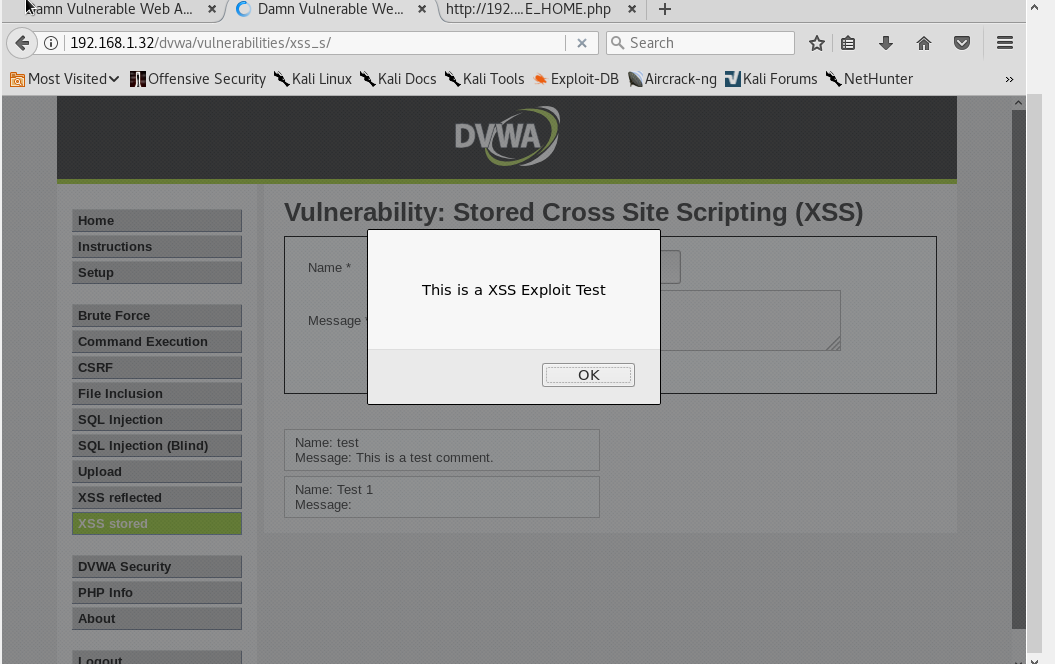 Damn Vulnerable Web A...
Damn Vulnerable We...
http://192....E_HOME.php
192.168.1.32/dvwa/vulnerabilities/xss_s/
Search
Most Visited
Offensive Security
Kali Linux
Kali Docs
Kali Tools
Exploit-DB
Aircrack-ng
Kali Forums
NetHunter
DVWA
Home
Instructions
Setup
Brute Force
Command Execution
CSRF
File Inclusion
SQL Injection
SQL Injection (Blind)
Upload
XSS reflected
XSS stored
DVWA Security
PHP Info
About
Logout
Vulnerability: Stored Cross Site Scripting (XSS)
Name *
Message *
This is a XSS Exploit Test
OK
Name: test
Message: This is a test comment.
Name: Test 1
Message: